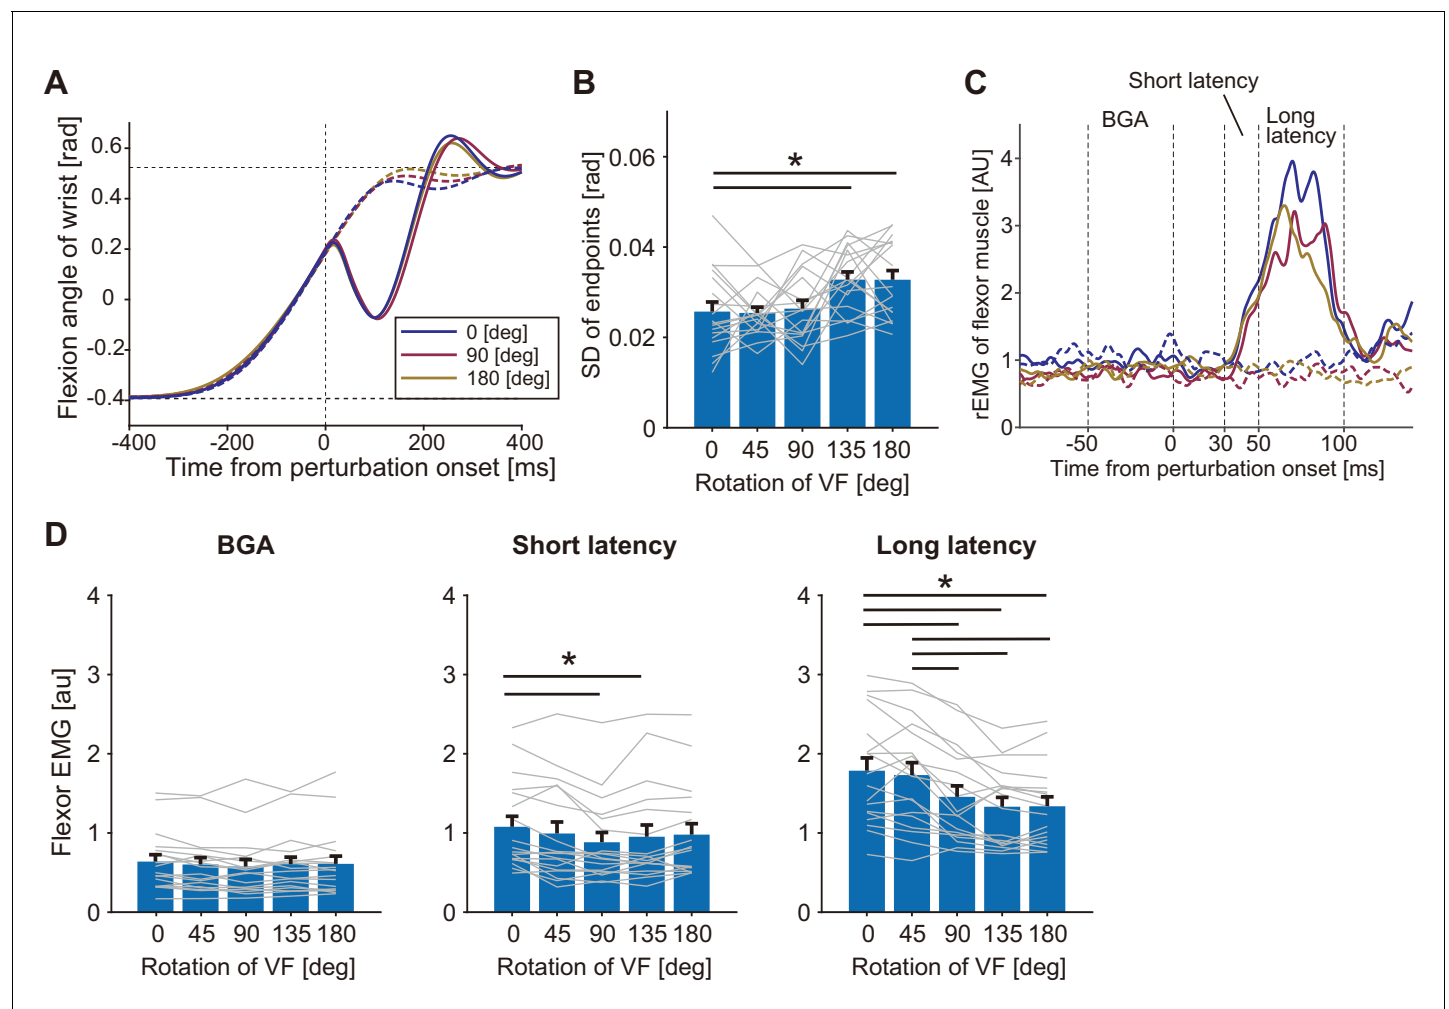 A
Flexion angle of wrist [rad]
0.6
0.4
0.2
0
-0.2
-0.4
-400
-200
0
200
400
Time from perturbation onset [ms]
0 [deg]
90 [deg]
180 [deg]
B
SD of endpoints [rad]
0.06
0.04
0.02
0
*
0 45 90 135 180
Rotation of VF [deg]
C
Short latency
BGA
Long
latency
rEMG of flexor muscle [AU]
4
3
2
1
0
-50 0 30 50 100
Time from perturbation onset [ms]
D
BGA
Flexor EMG [au]
4
3
2
1
0
0 45 90 135 180
Rotation of VF [deg]
Short latency
4
3
2
1
0
*
0 45 90 135 180
Rotation of VF [deg]
Long latency
4
3
2
1
0
*
0 45 90 135 180
Rotation of VF [deg]